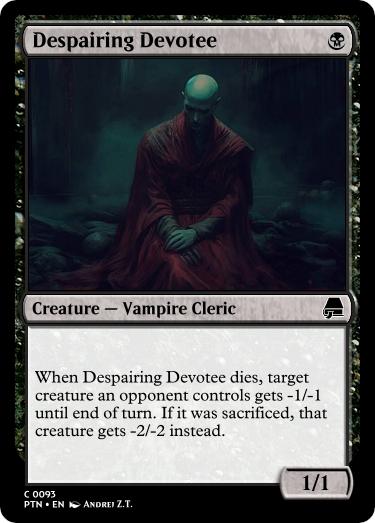 Despairing Devotee
Creature — Vampire Cleric
When Despairing Devotee dies, target
creature an opponent controls gets -1/-1
until end of turn. If it was sacrificed, that
creature gets -2/-2 instead.
1/1
C 0093
PTN • EN Andrej Z.T.